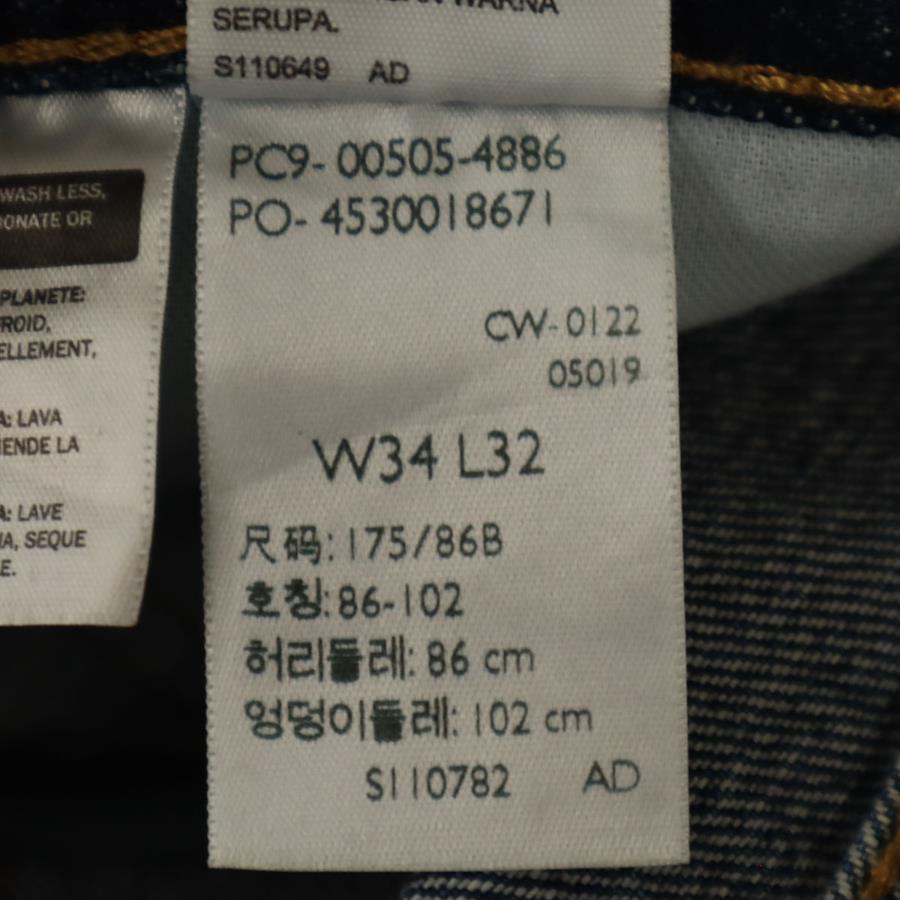 WARNA
SERUPA.
S110649 AD
WASH LESS,
DONATE OR
PLANETE:
FROID,
ELLEMENT,
A: LAVA
IENDE LA
A: LAVE
IA, SEQUE
E.
PC9- 00505-4886
PO- 4530018671
CW- 0122
05019
W34 L32
尺码: 175/86B
호칭: 86-102
허리둘레: 86 cm
엉덩이둘레: 102 cm
S110782 AD